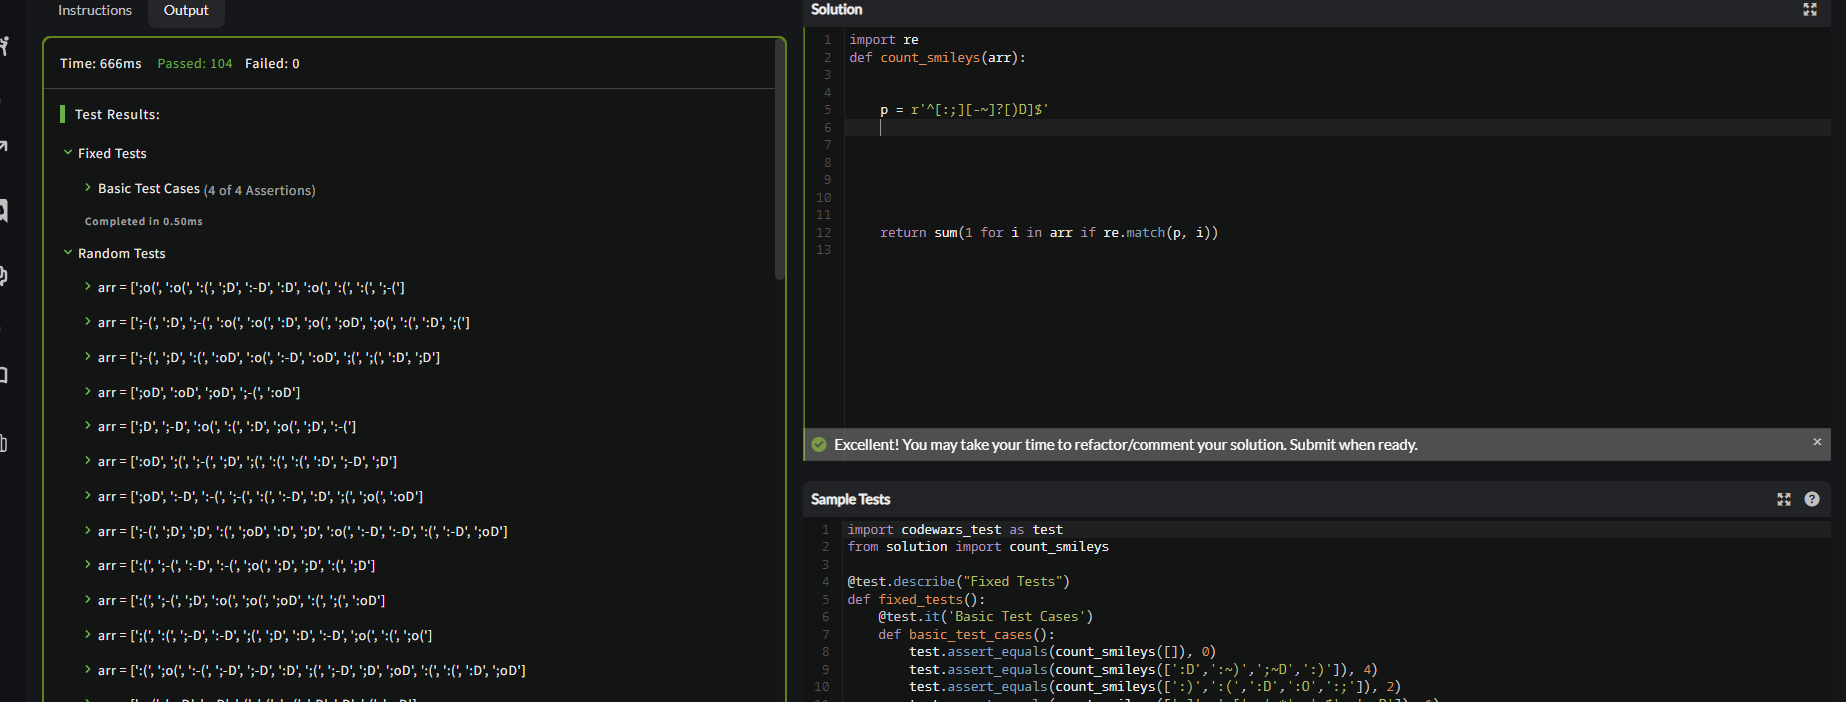 Instructions
Output
Time: 666ms Passed: 104 Failed: 0
Test Results:
Fixed Tests
Basic Test Cases (4 of 4 Assertions)
Completed in 0.50ms
Random Tests
arr = [';o(', ':o(', ':(', ';D', ':-D', ':D', ':o(', ':(', ':(', ';-(']
arr = [';-(', ':D', ';-(', ':o(', ':o(', ':D', ';o(', ';oD', ';o(', ':(', ':D', ';(']
arr = [';-(', ';D', ':(', ':oD', ':o(', ':-D', ':oD', ';(', ';(', ':D', ';D']
arr = [';oD', ':oD', ';oD', ';-(', ':oD']
arr = [';D', ';-D', ':o(', ':(', ':D', ';o(', ';D', ':-(']
arr = [':oD', ';(', ';-(', ';D', ';(', ':(', ':(', ':D', ';-D', ';D']
arr = [';oD', ':-D', ':-(', ';-(', ':(', ':-D', ':D', ';(', ';o(', ':oD']
arr = [';-(', ';D', ';D', ':(', ';oD', ':D', ';D', ':o(', ':-D', ':-D', ':(', ':-D', ';oD']
arr = [':(', ';-(', ':-D', ':-(', ';o(', ';D', ';D', ':(', ';D']
arr = [':(', ';-(', ';D', ':o(', ';o(', ';oD', ':(', ';(', ':oD']
arr = [';(', ':(', ';-D', ':-D', ';(', ';D', ':D', ':-D', ';o(', ':(', ';o(']
arr = [':(', ';o(', ':-(', ';-D', ';-D', ':D', ';(', ';-D', ';D', ';oD', ':(', ':(', ':D', ';oD']
Solution
1 import re
2 def count_smileys(arr):
3
4
5 p = r'^[:;][-~]?[)D]$'
6
7
8
9
10
11
12 return sum(1 for i in arr if re.match(p, i))
13
Excellent! You may take your time to refactor/comment your solution. Submit when ready.
×
Sample Tests
?
1 import codewars_test as test
2 from solution import count_smileys
3
4 @test.describe("Fixed Tests")
5 def fixed_tests():
6 @test.it('Basic Test Cases')
7 def basic_test_cases():
8 test.assert_equals(count_smileys([]), 0)
9 test.assert_equals(count_smileys([':D',':~)',';~D',':)']), 4)
10 test.assert_equals(count_smileys([':)',':(',':D',':O',':;']), 2)